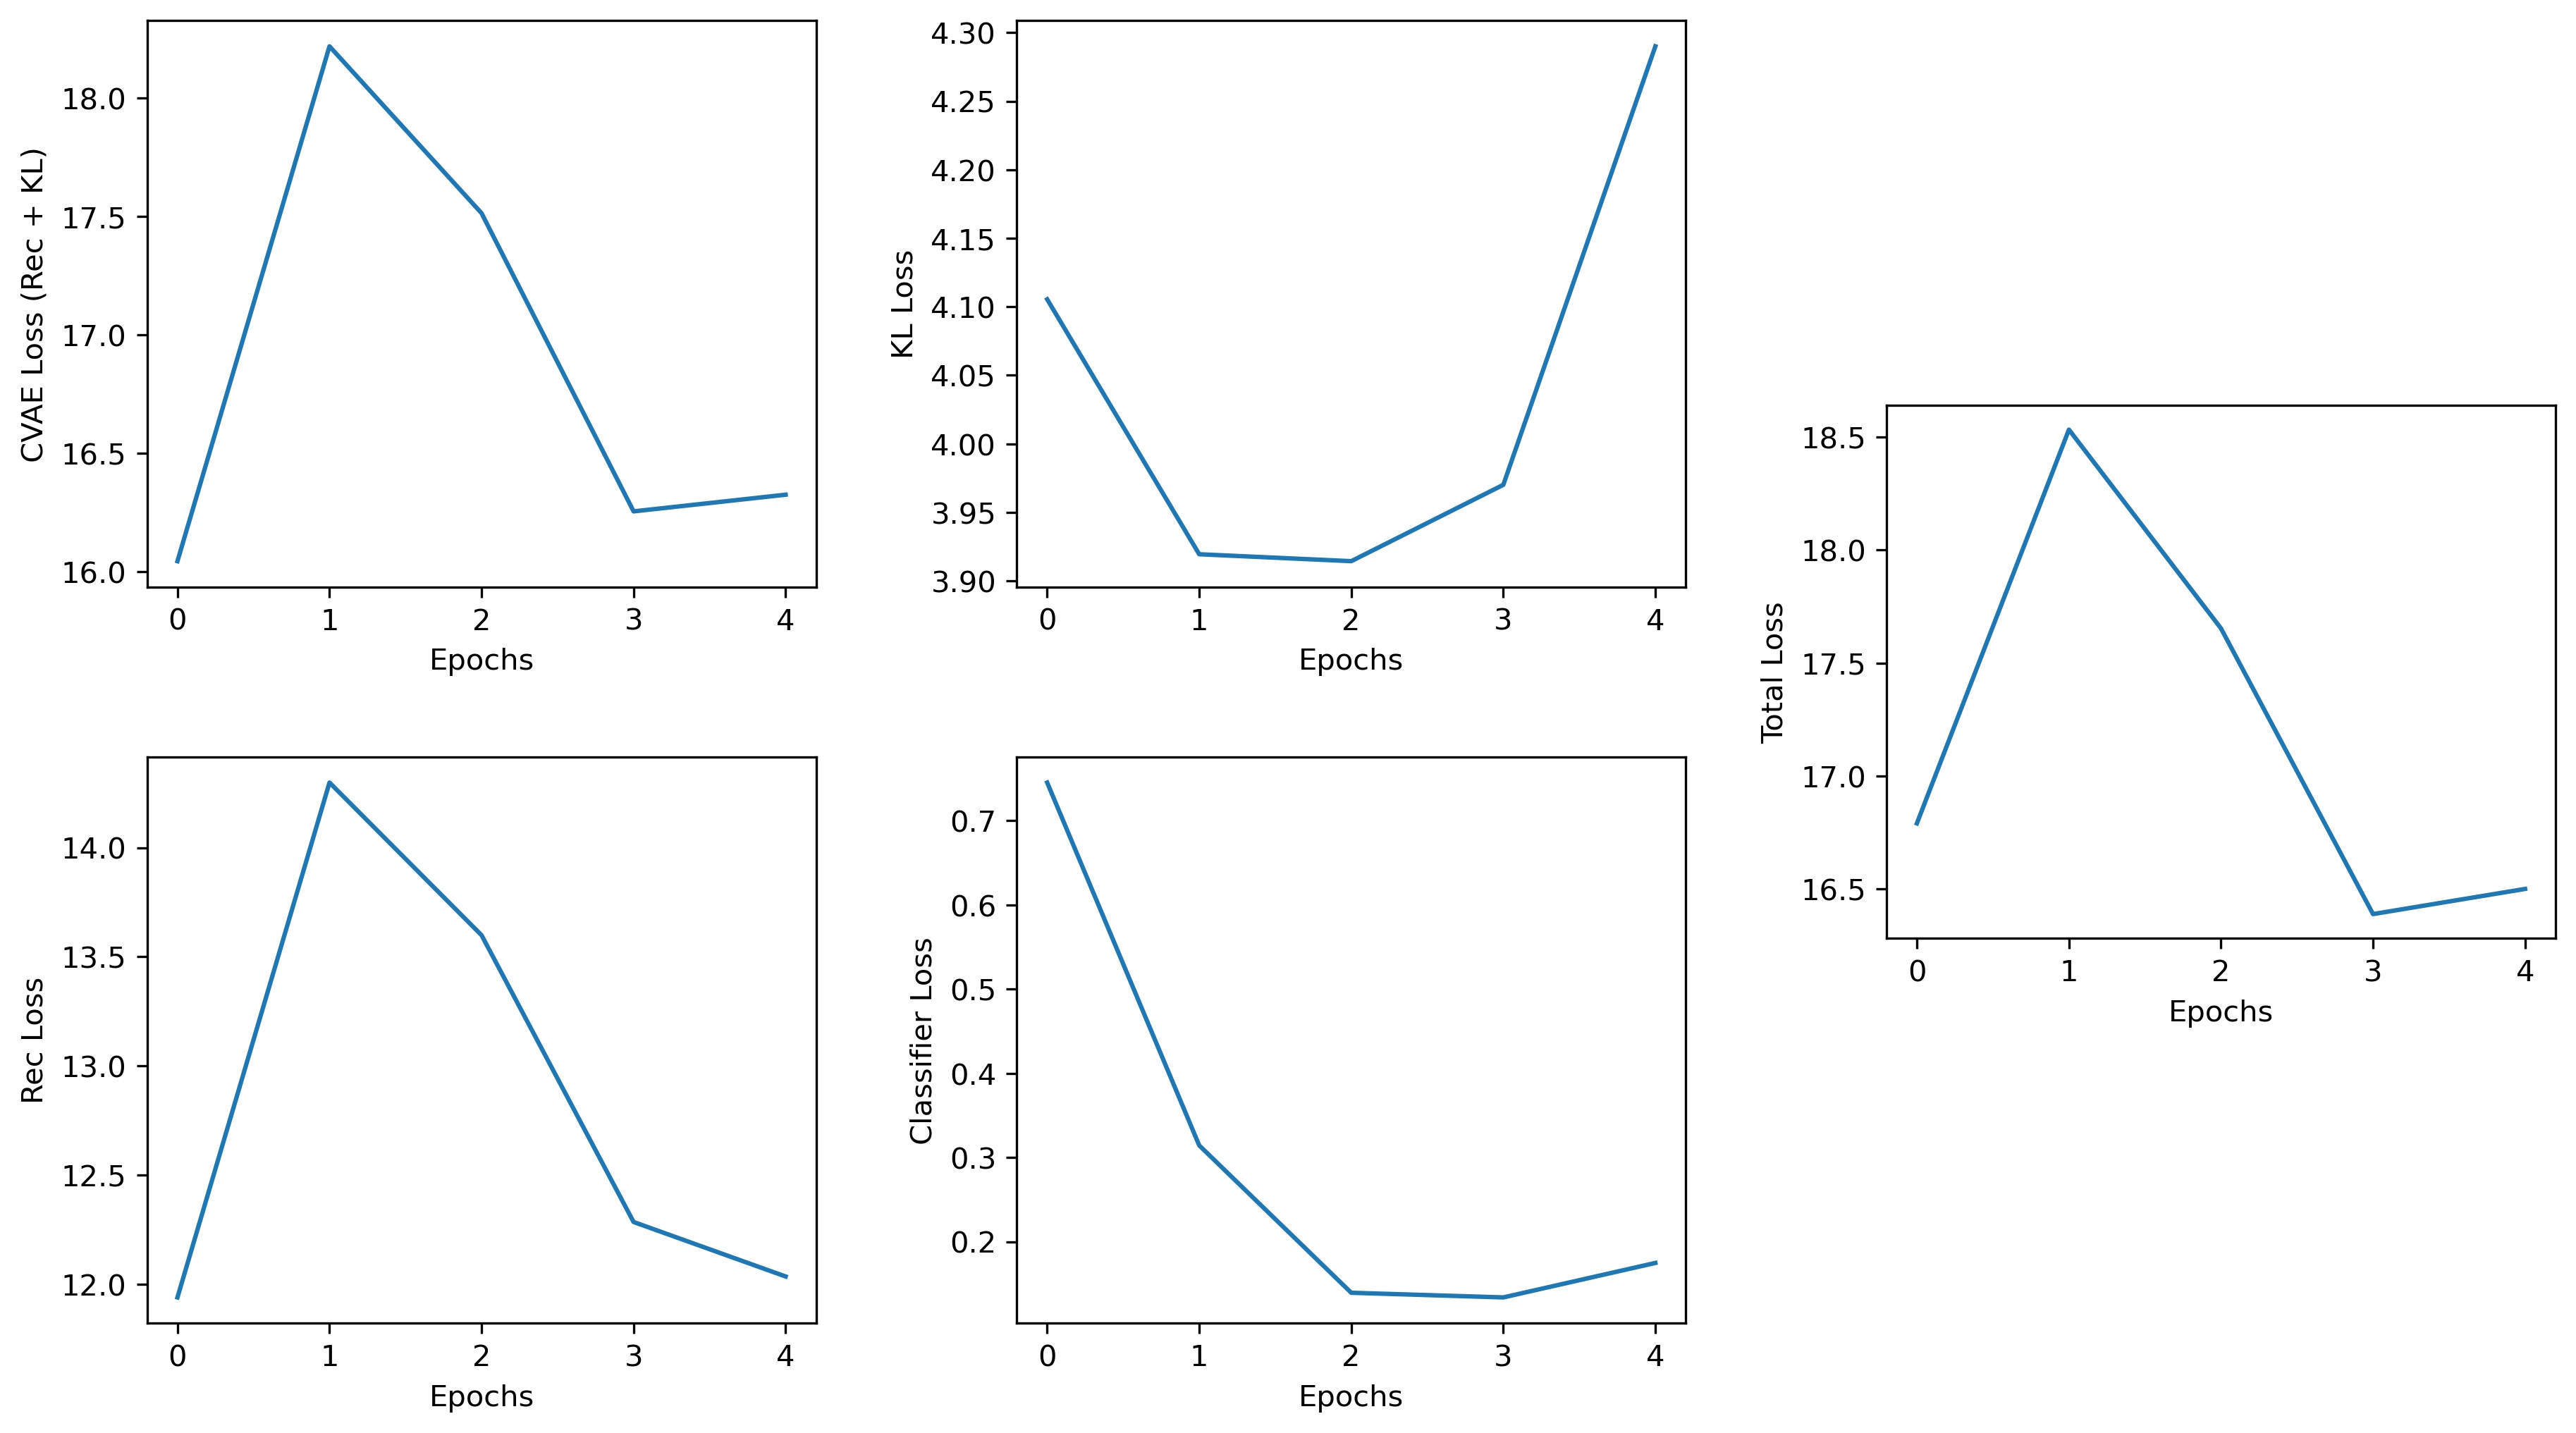 CVAE Loss (Rec + KL)
18.0
17.5
17.0
16.5
16.0
0 1 2 3 4
Epochs
KL Loss
4.30
4.25
4.20
4.15
4.10
4.05
4.00
3.95
3.90
0 1 2 3 4
Epochs
Rec Loss
14.0
13.5
13.0
12.5
12.0
0 1 2 3 4
Epochs
Classifier Loss
0.7
0.6
0.5
0.4
0.3
0.2
0 1 2 3 4
Epochs
Total Loss
18.5
18.0
17.5
17.0
16.5
0 1 2 3 4
Epochs